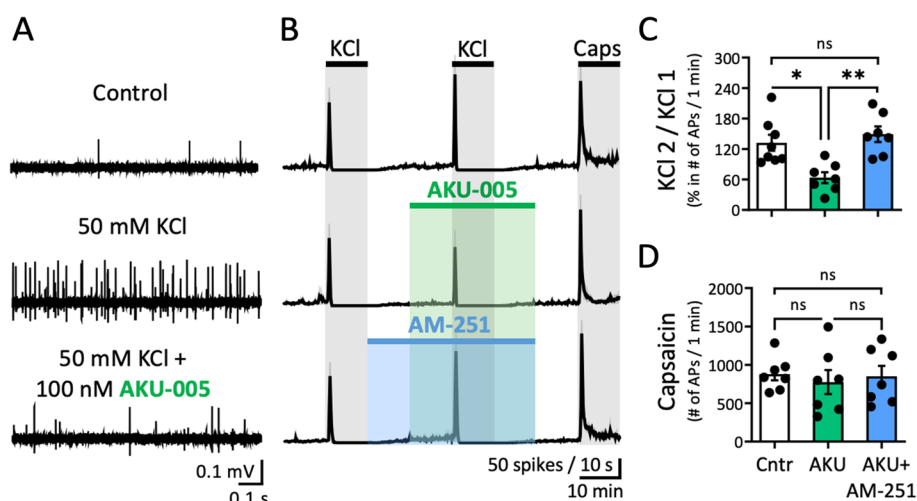 A
Control
50 mM KCl
50 mM KCl +
100 nM AKU-005
0.1 mV
0.1 s
B
KCl
KCl
Caps
AKU-005
AM-251
50 spikes / 10 s
10 min
C
KCl 2 / KCl 1
(% in # of APs / 1 min)
300
240
180
120
60
0
ns
*
**
D
Capsaicin
(# of APs / 1 min)
2000
1500
1000
500
0
ns
ns
ns
Cntr
AKU
AKU+
AM-251